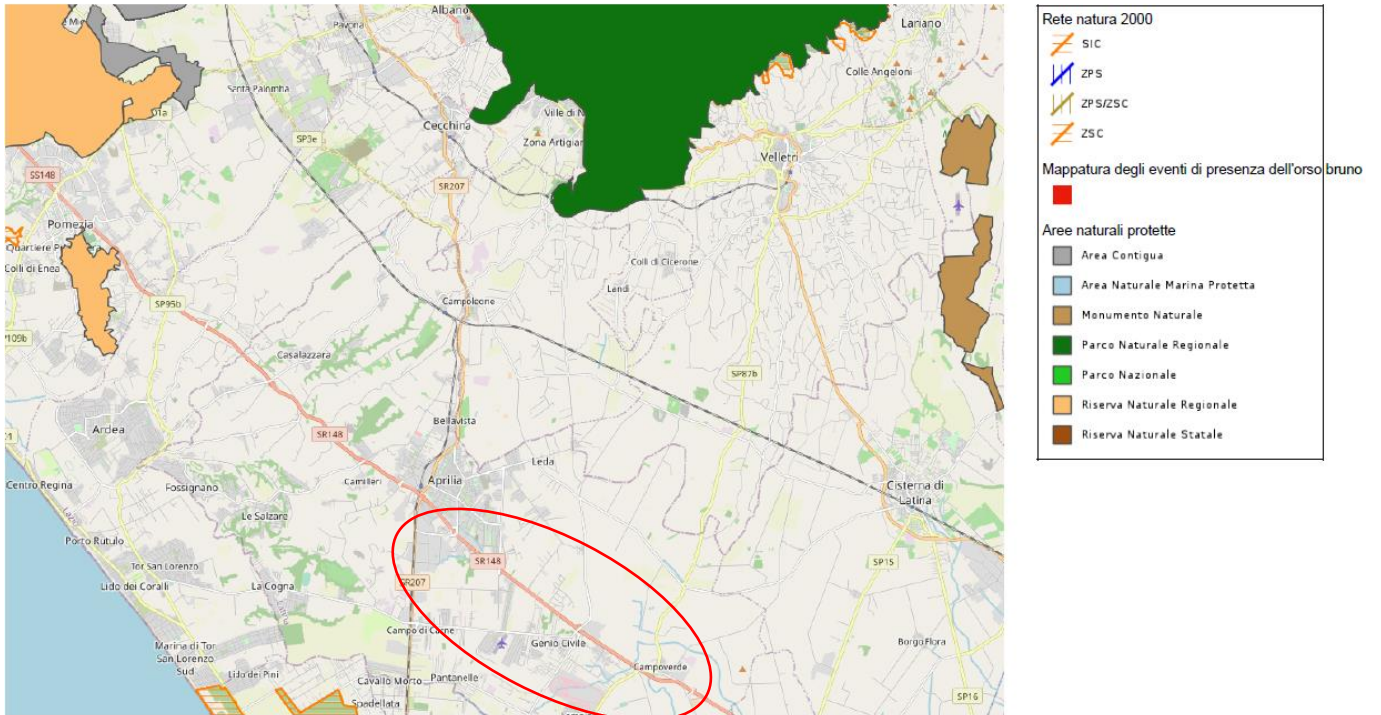 Albano
Lariano
Pavona
Colle Angeloni
Santa Palomba
Ville di N
Cecchina
SP3e
Zona Artigian
Velletri
SS148
SR207
Pomezia
Colli di Enea
Colli di Cicerone
Landi
SP95b
Campoleone
Casalazzara
SP87b
Ardea
Bellavista
SR148
Leda
Camilleri
Aprilia
Centro Regina
Fossignano
Cisterna di
Latina
Le Salzare
Porto Rutulo
SR148
SP15
Tor San Lorenzo
Lido dei Coralli
La Cogna
SR207
Campo di Carne
Genio Civile
Borgo Flora
Marina di Tor
San Lorenzo
Sud
Campoverde
Lido dei Pini
Cavallo Morto
Pantanelle
Spadellata
SP16
Rete natura 2000
SIC
ZPS
ZPS/ZSC
ZSC
Mappatura degli eventi di presenza dell'orso bruno
Aree naturali protette
Area Contigua
Area Naturale Marina Protetta
Monumento Naturale
Parco Naturale Regionale
Parco Nazionale
Riserva Naturale Regionale
Riserva Naturale Statale